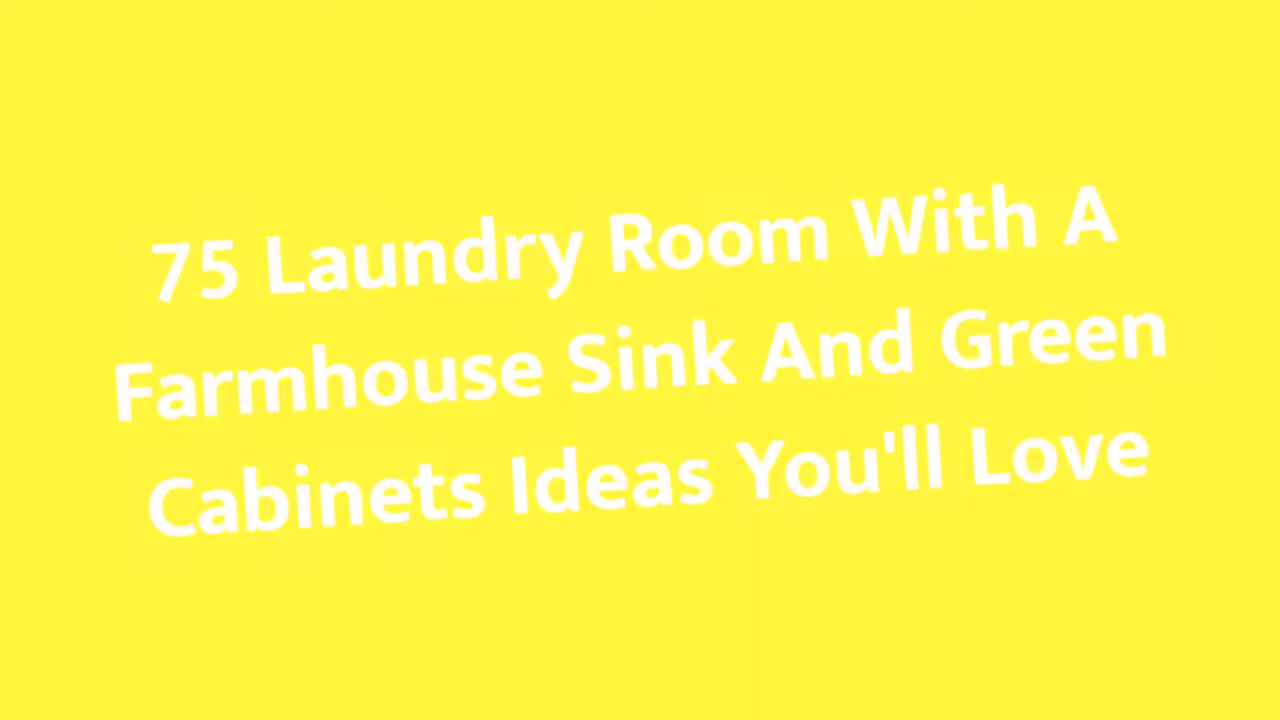 75 Laundry Room With A
Farmhouse Sink And Green
Cabinets Ideas You'll Love